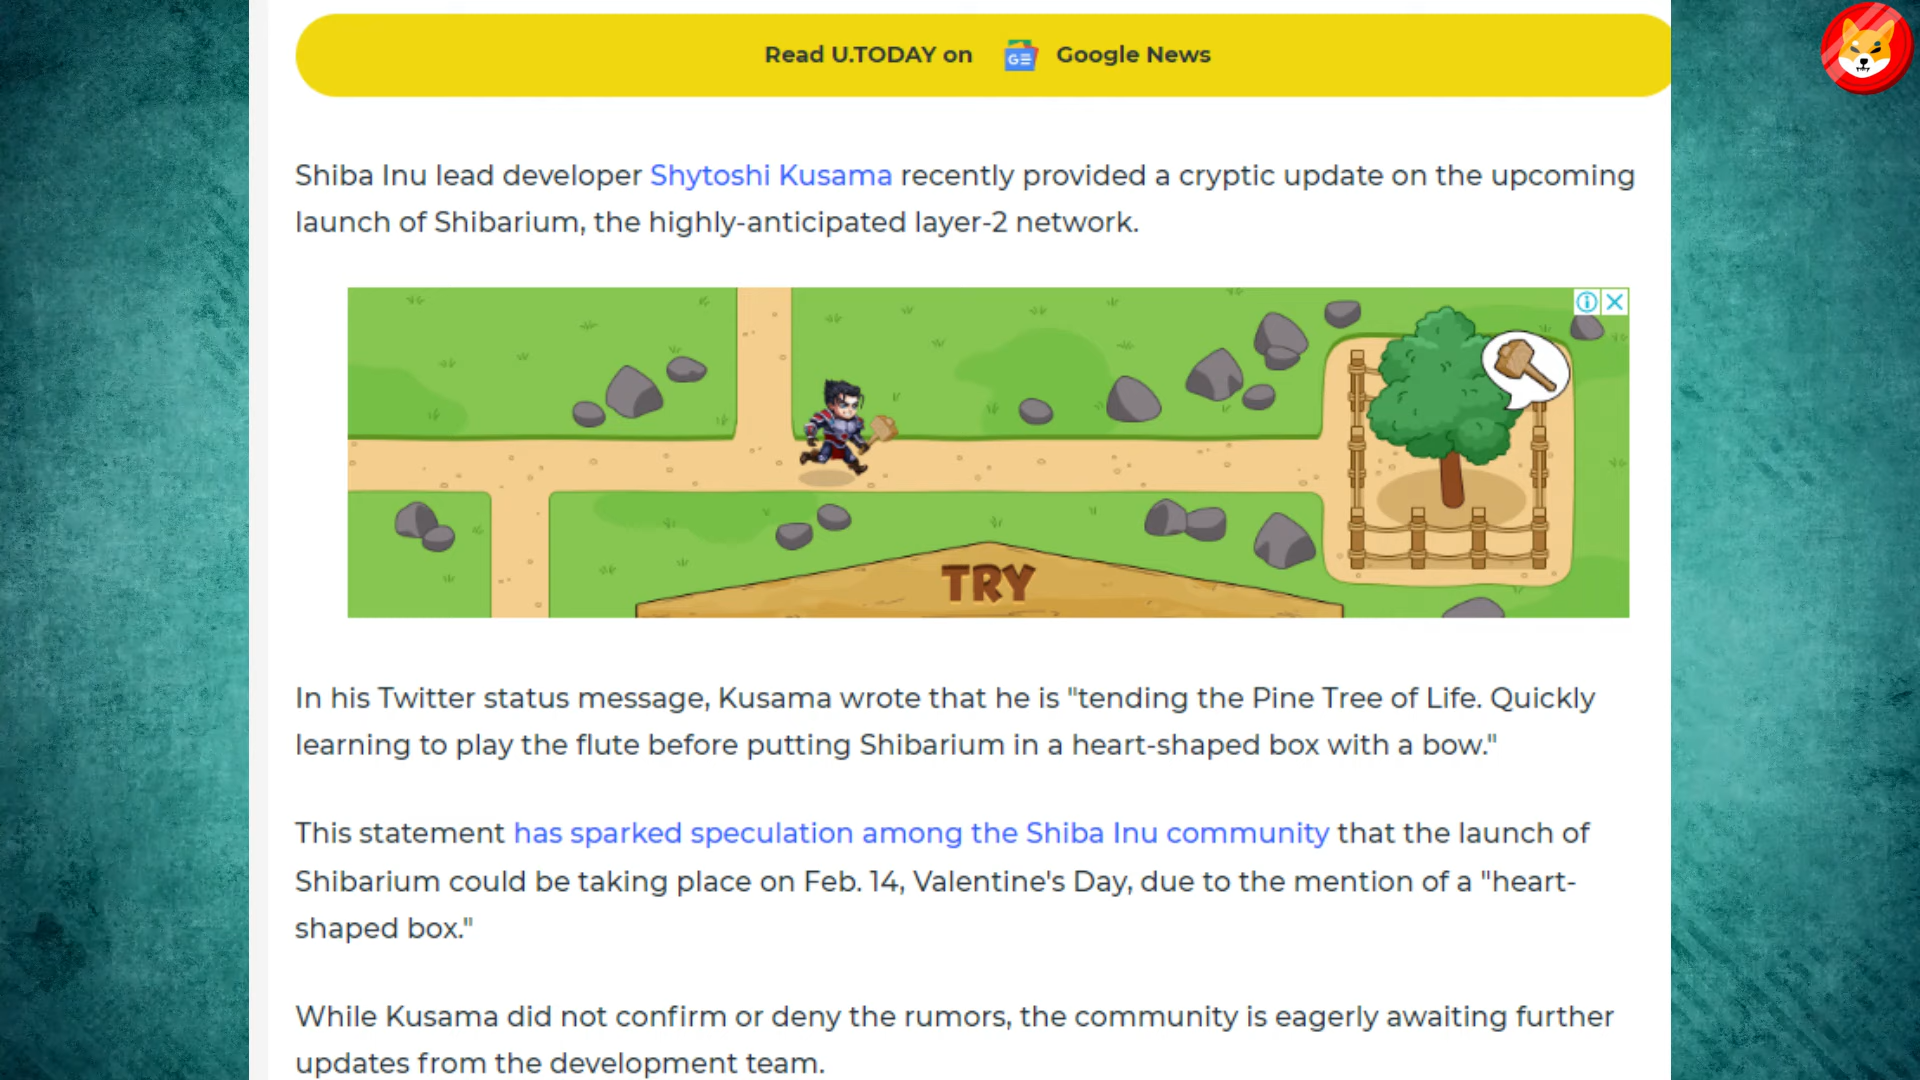 Read U.TODAY on GE Google News
Shiba Inu lead developer Shytoshi Kusama recently provided a cryptic update on the upcoming
launch of Shibarium, the highly-anticipated layer-2 network.
TRY
In his Twitter status message, Kusama wrote that he is "tending the Pine Tree of Life. Quickly
learning to play the flute before putting Shibarium in a heart-shaped box with a bow."
This statement has sparked speculation among the Shiba Inu community that the launch of
Shibarium could be taking place on Feb. 14, Valentine's Day, due to the mention of a "heart-
shaped box."
While Kusama did not confirm or deny the rumors, the community is eagerly awaiting further
updates from the development team.